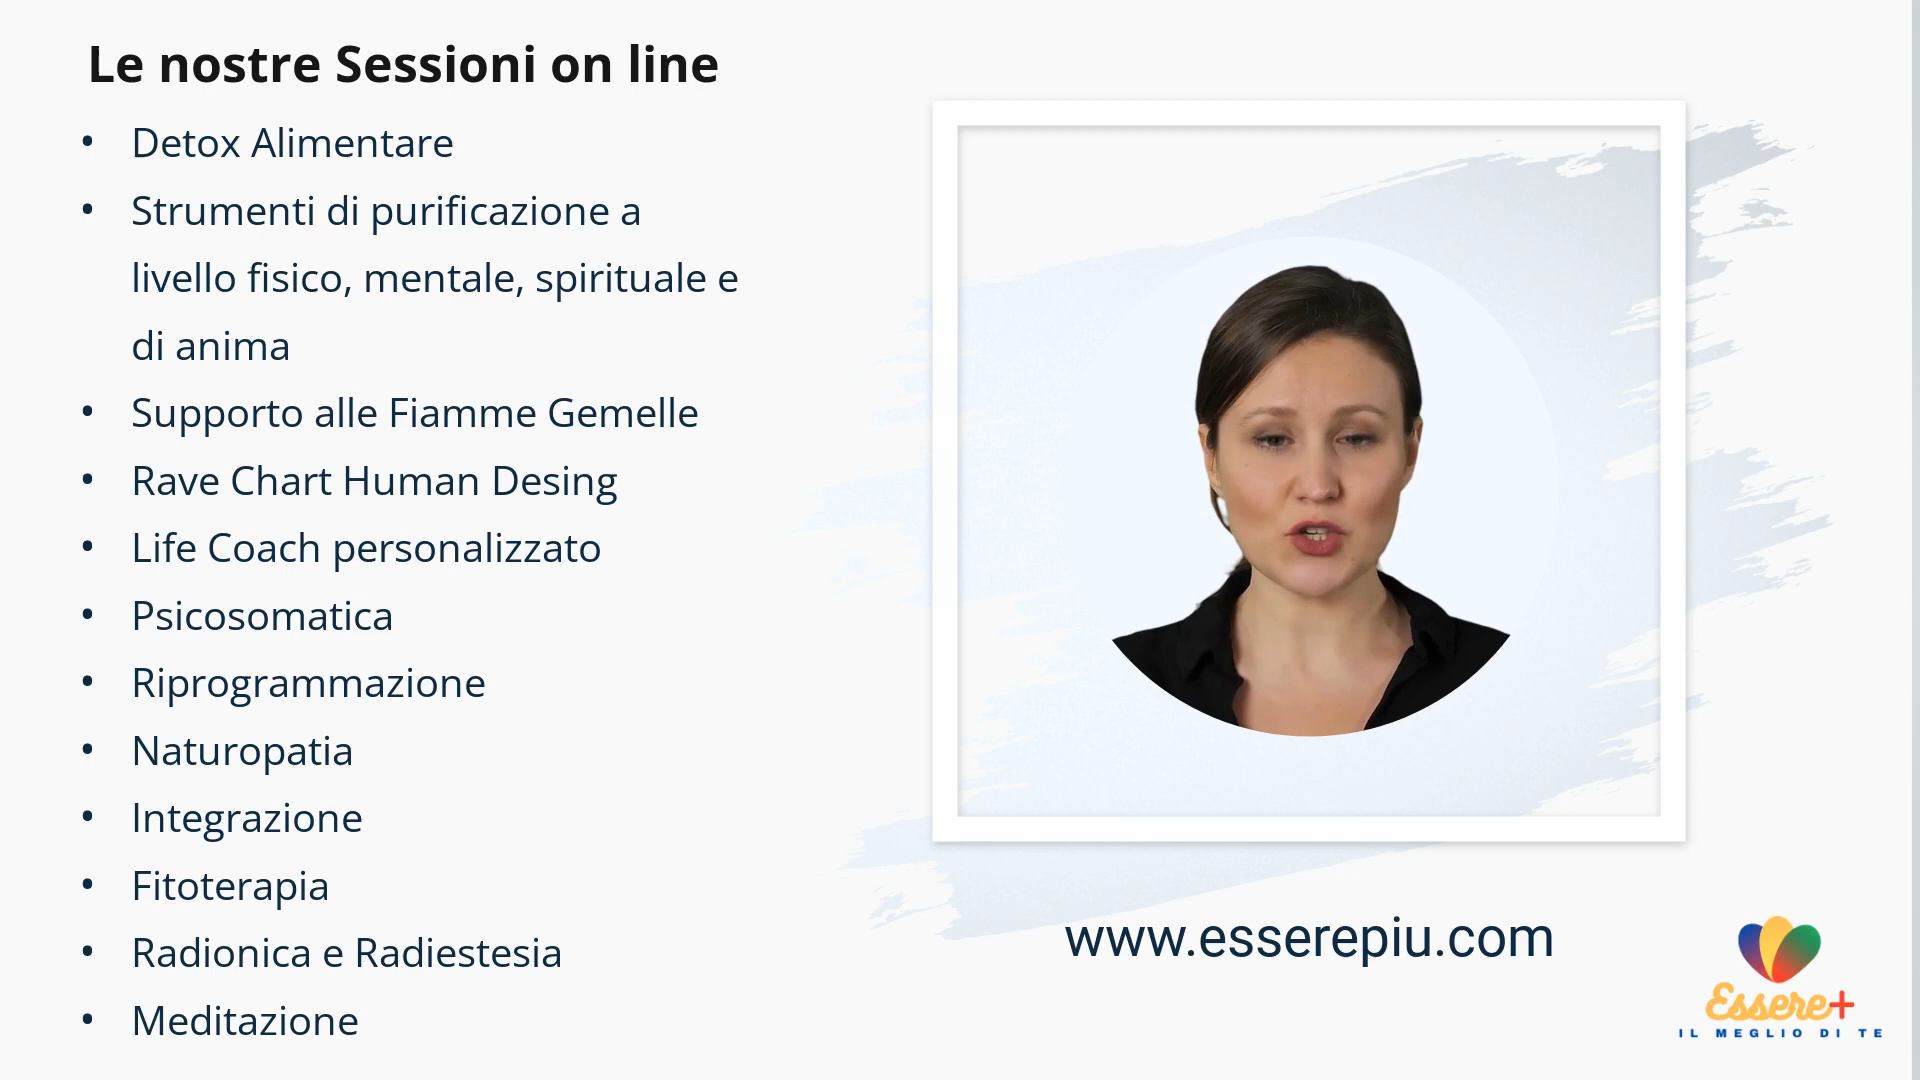 Le nostre Sessioni on line
• Detox Alimentare
• Strumenti di purificazione a
livello fisico, mentale, spirituale e
di anima
• Supporto alle Fiamme Gemelle
• Rave Chart Human Desing
• Life Coach personalizzato
• Psicosomatica
• Riprogrammazione
• Naturopatia
• Integrazione
• Fitoterapia
• Radionica e Radiestesia
• Meditazione
www.esserepiu.com
Essere+
IL MEGLIO DI TE